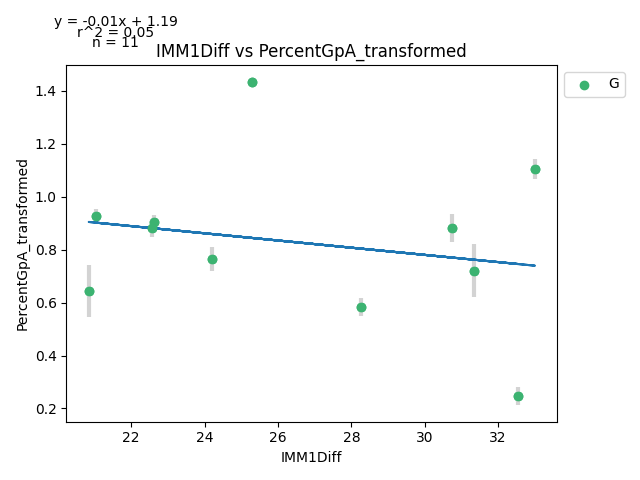 y = -0.01x + 1.19
r^2 = 0.05
n = 11
IMM1Diff vs PercentGpA_transformed
G
1.4
1.2
1.0
0.8
0.6
0.4
0.2
PercentGpA_transformed
22 24 26 28 30 32
IMM1Diff